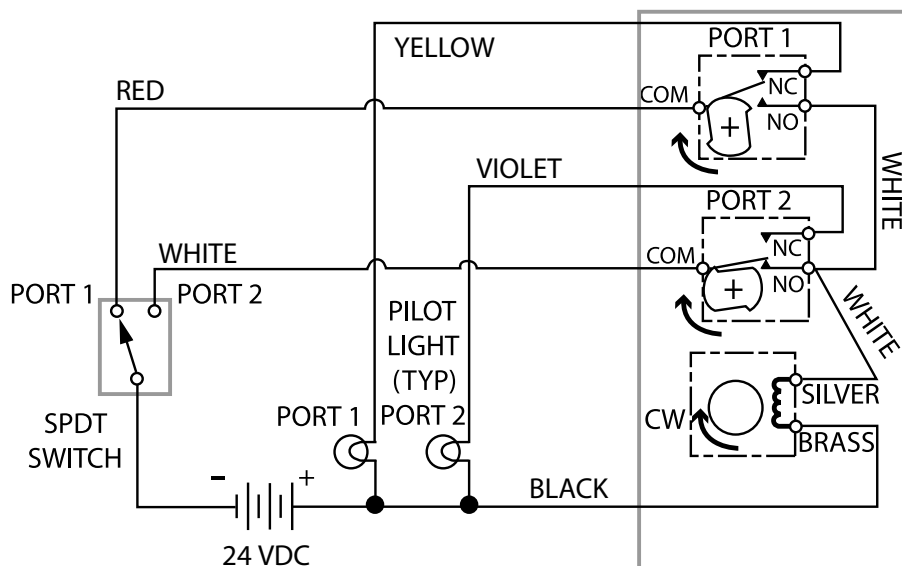 YELLOW
PORT 1
RED
COM
NC
NO
WHITE
VIOLET
PORT 2
WHITE
COM
NC
NO
WHITE
PORT 1
PORT 2
PILOT
LIGHT
(TYP)
PORT 1
PORT 2
SPDT
SWITCH
CW
SILVER
BRASS
- +
BLACK
24 VDC